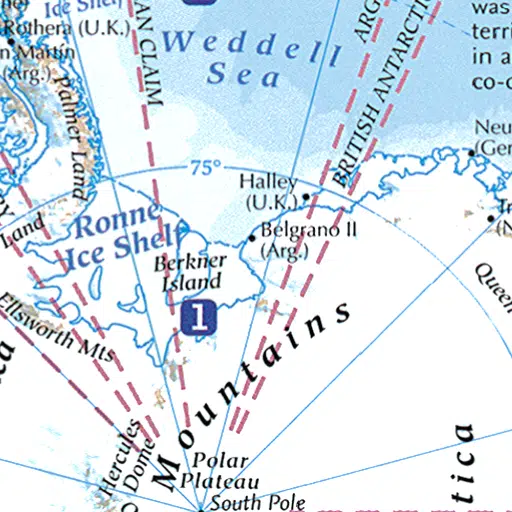 Ice Shelf
Rothera (U.K.)
n Martín
(Arg.)
Palmer Land
AN CLAIM
Weddell
Sea
ARG
BRITISH ANTARCTIC
was
terri
in a
co-o
Neu
(Ger
75°
Halley
(U.K.)
Belgrano II
(Arg.)
Ronne
Ice Shelf
Berkner
Island
1
Land
Ellsworth Mts
Queen
Mountains
Hercules
Dome
Polar
Plateau
South Pole
tica